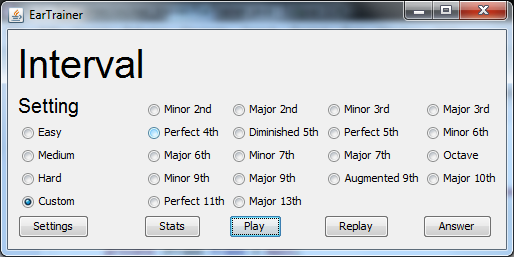 EarTrainer
Interval
Setting
Minor 2nd Major 2nd Minor 3rd Major 3rd
Easy Perfect 4th Diminished 5th Perfect 5th Minor 6th
Medium Major 6th Minor 7th Major 7th Octave
Hard Minor 9th Major 9th Augmented 9th Major 10th
Custom Perfect 11th Major 13th
Settings Stats Play Replay Answer